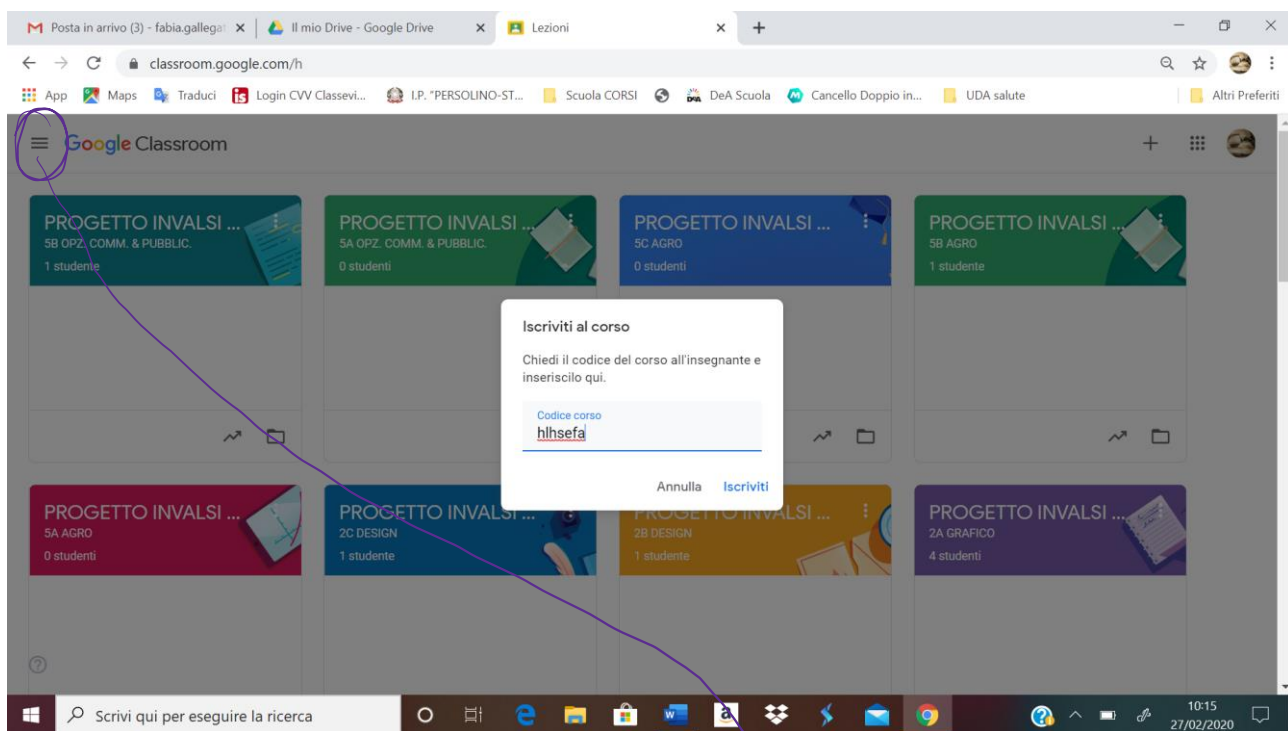 Posta in arrivo (3) - fabia.gallegat
Il mio Drive - Google Drive
Lezioni
classroom.google.com/h
App
Maps
Traduci
Login CVV Classevi...
I.P. "PERSOLINO-ST...
Scuola CORSI
DeA Scuola
Cancello Doppio in...
UDA salute
Altri Preferiti
Google Classroom
PROGETTO INVALSI ...
5B OPZ. COMM. & PUBBLIC.
1 studente
PROGETTO INVALSI ...
5A OPZ. COMM. & PUBBLIC.
0 studenti
PROGETTO INVALSI ...
5C AGRO
0 studenti
PROGETTO INVALSI ...
5B AGRO
1 studente
Iscriviti al corso
Chiedi il codice del corso all'insegnante e
inseriscilo qui.
Codice corso
hlhsefa
Annulla Iscriviti
PROGETTO INVALSI ...
5A AGRO
0 studenti
PROGETTO INVALSI ...
2C DESIGN
1 studente
PROGETTO INVALSI ...
2B DESIGN
1 studente
PROGETTO INVALSI ...
2A GRAFICO
4 studenti
Scrivi qui per eseguire la ricerca
10:15
27/02/2020